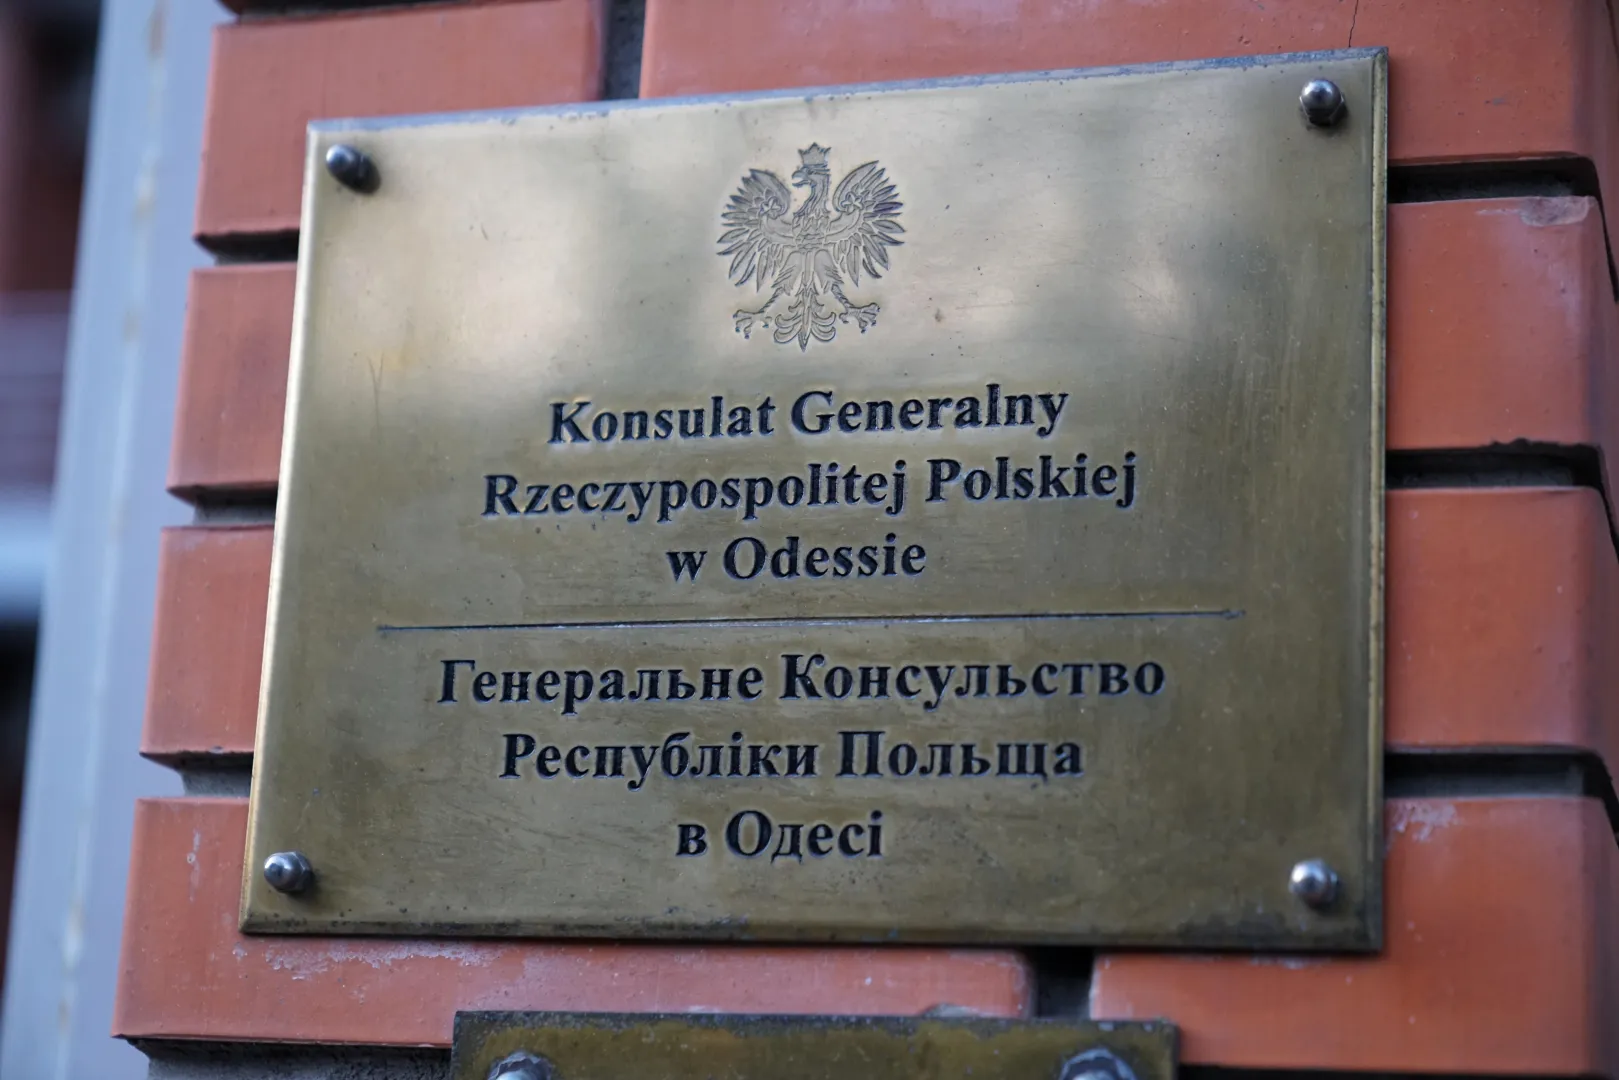 Konsulat Generalny
Rzeczypospolitej Polskiej
w Odessie
Генеральне Консульство
Республіки Польща
в Одесі